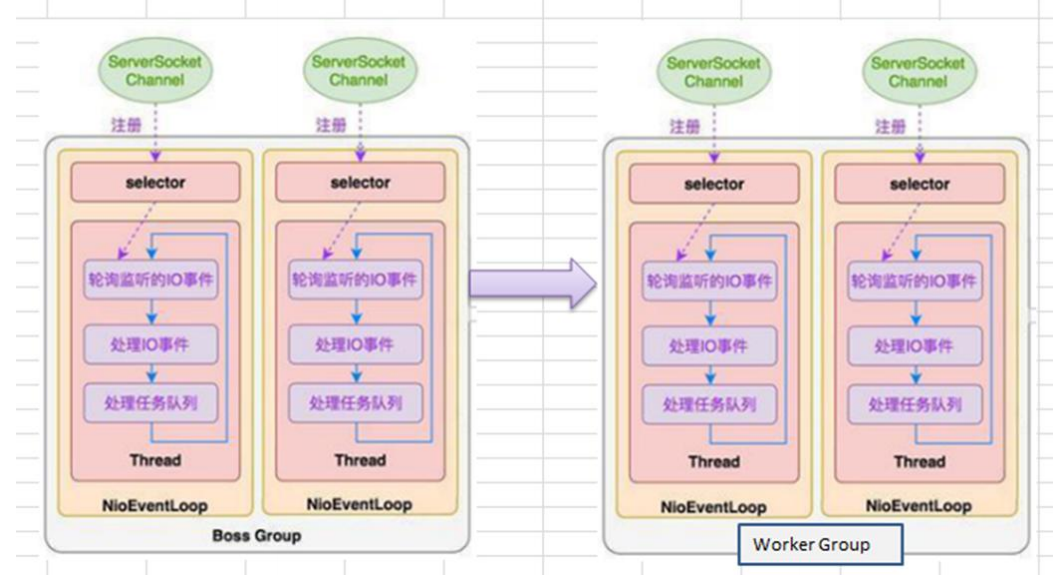 ServerSocket
Channel
ServerSocket
Channel
注册
注册
selector
selector
轮询监听的IO事件
轮询监听的IO事件
处理IO事件
处理IO事件
处理任务队列
处理任务队列
Thread
Thread
NioEventLoop
NioEventLoop
Boss Group
ServerSocket
Channel
ServerSocket
Channel
注册
注册
selector
selector
轮询监听的IO事件
轮询监听的IO事件
处理IO事件
处理IO事件
处理任务队列
处理任务队列
Thread
Thread
NioEventLoop
NioEventLoop
Worker Group